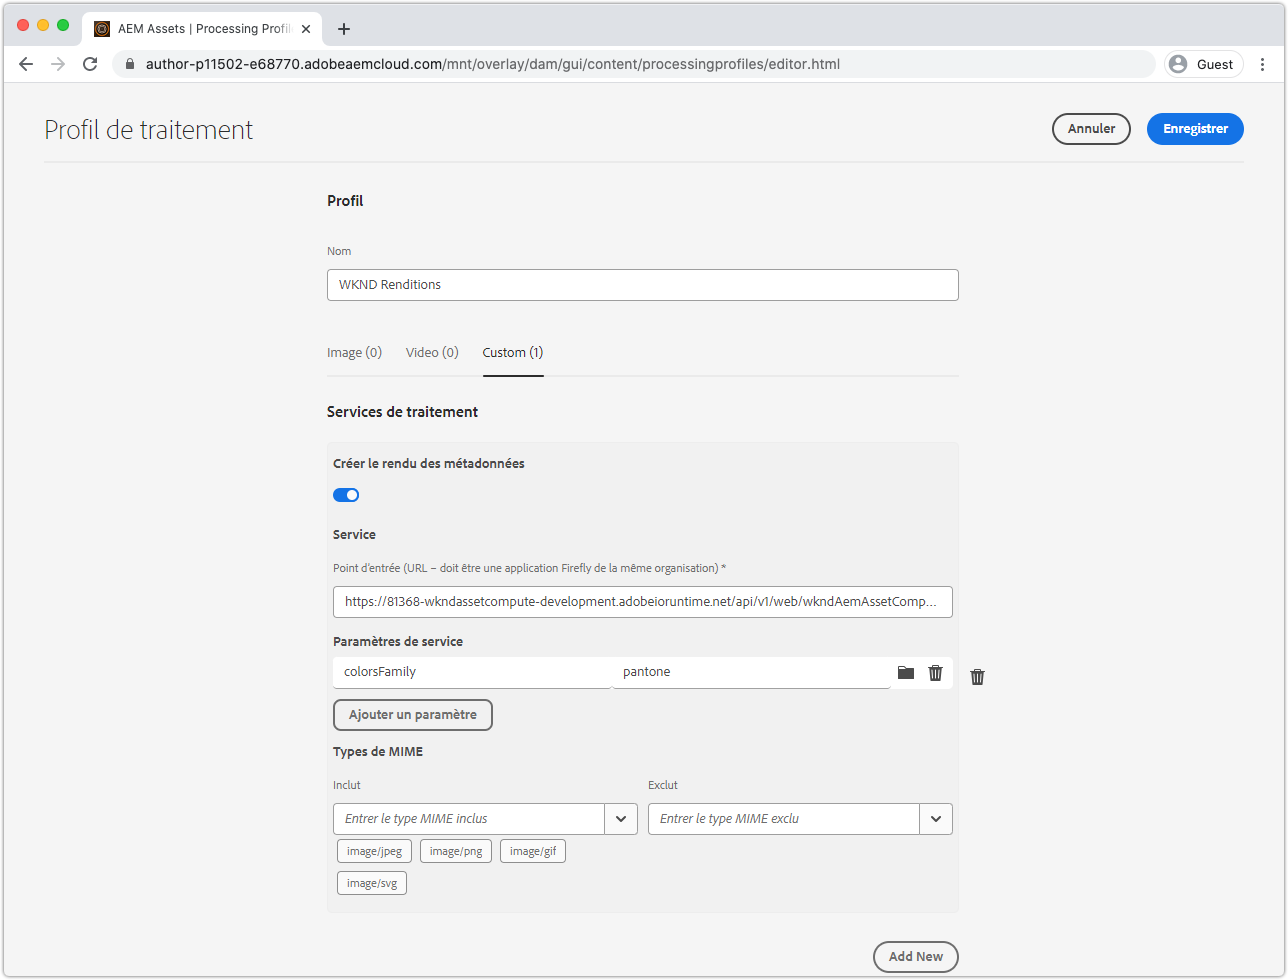 AEM Assets | Processing Profil
author-p11502-e68770.adobeaemcloud.com/mnt/overlay/dam/gui/content/processingprofiles/editor.html
Guest
Profil de traitement
Annuler
Enregistrer
Profil
Nom
WKND Renditions
Image (0)
Video (0)
Custom (1)
Services de traitement
Créer le rendu des métadonnées
Service
Point d'entrée (URL – doit être une application Firefly de la même organisation) *
https://81368-wkndassetcompute-development.adobeioruntime.net/api/v1/web/wkndAemAssetComp...
Paramètres de service
colorsFamily
pantone
Ajouter un paramètre
Types de MIME
Inclut
Exclut
Entrer le type MIME inclus
Entrer le type MIME exclu
image/jpeg
image/png
image/gif
image/svg
Add New